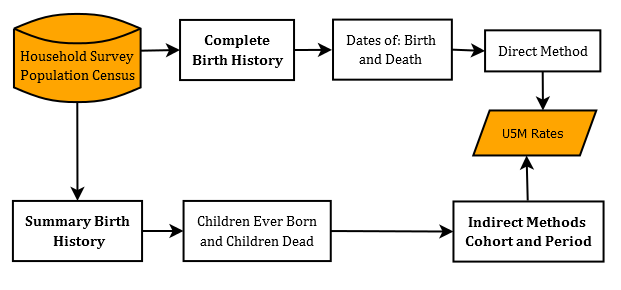 Household Survey
Population Census
Complete
Birth History
Dates of: Birth
and Death
Direct Method
U5M Rates
Summary Birth
History
Children Ever Born
and Children Dead
Indirect Methods
Cohort and Period